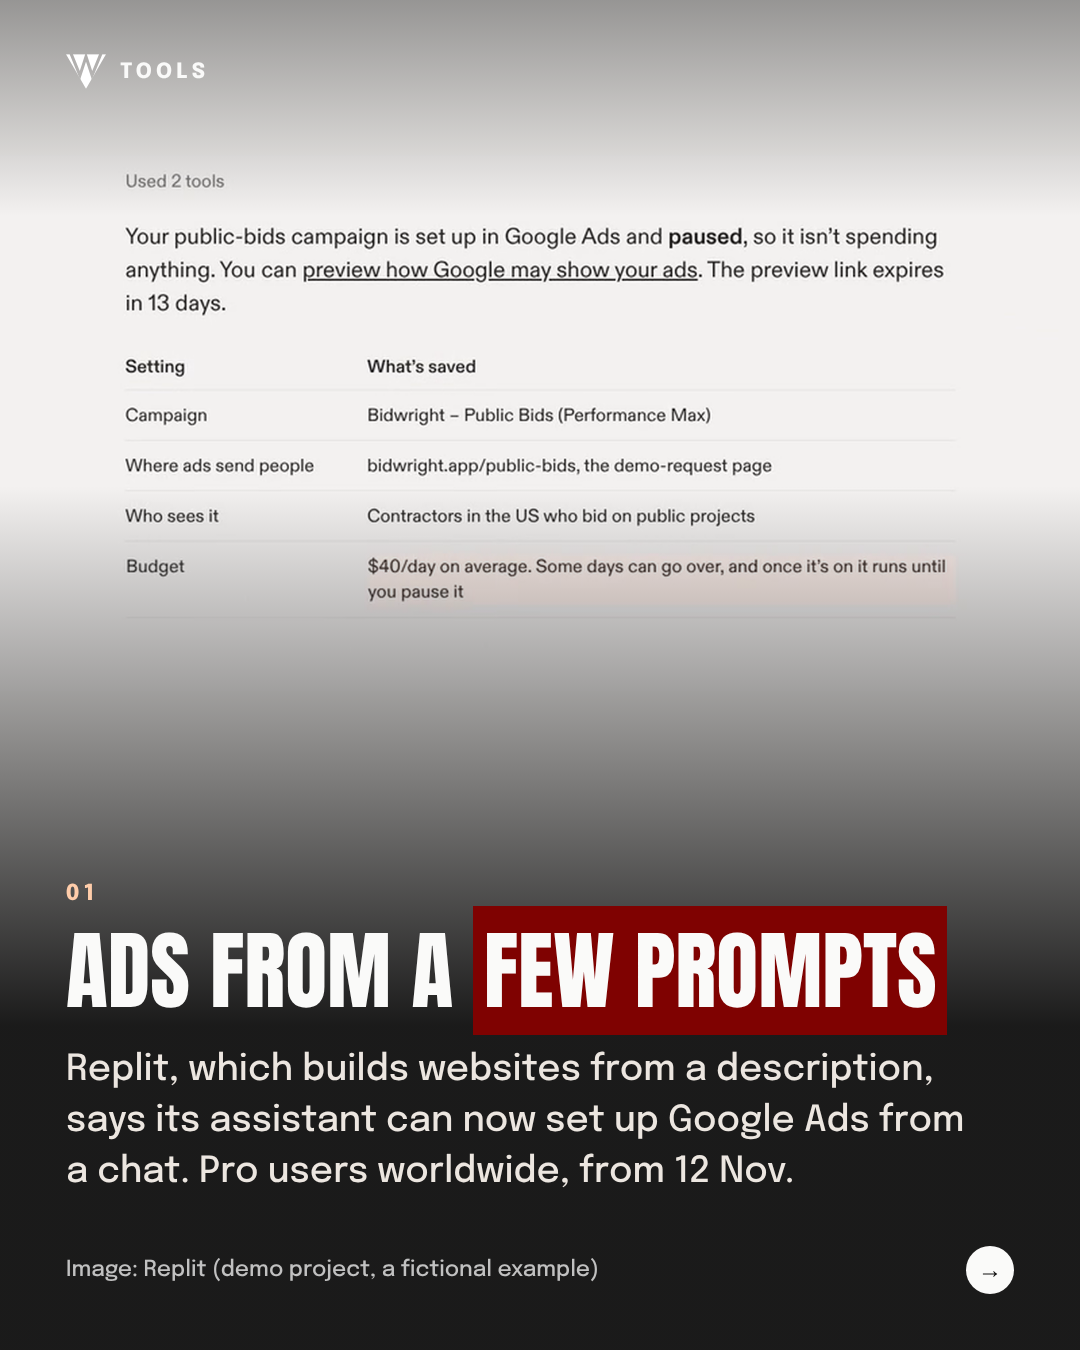 TOOLS
Used 2 tools
Your public-bids campaign is set up in Google Ads and paused, so it isn’t spending
anything. You can preview how Google may show your ads. The preview link expires
in 13 days.
Setting What’s saved
Campaign Bidwright – Public Bids (Performance Max)
Where ads send people bidwright.app/public-bids, the demo-request page
Who sees it Contractors in the US who bid on public projects
Budget $40/day on average. Some days can go over, and once it’s on it runs until
you pause it
01
ADS FROM A FEW PROMPTS
Replit, which builds websites from a description,
says its assistant can now set up Google Ads from
a chat. Pro users worldwide, from 12 Nov.
Image: Replit (demo project, a fictional example)
→